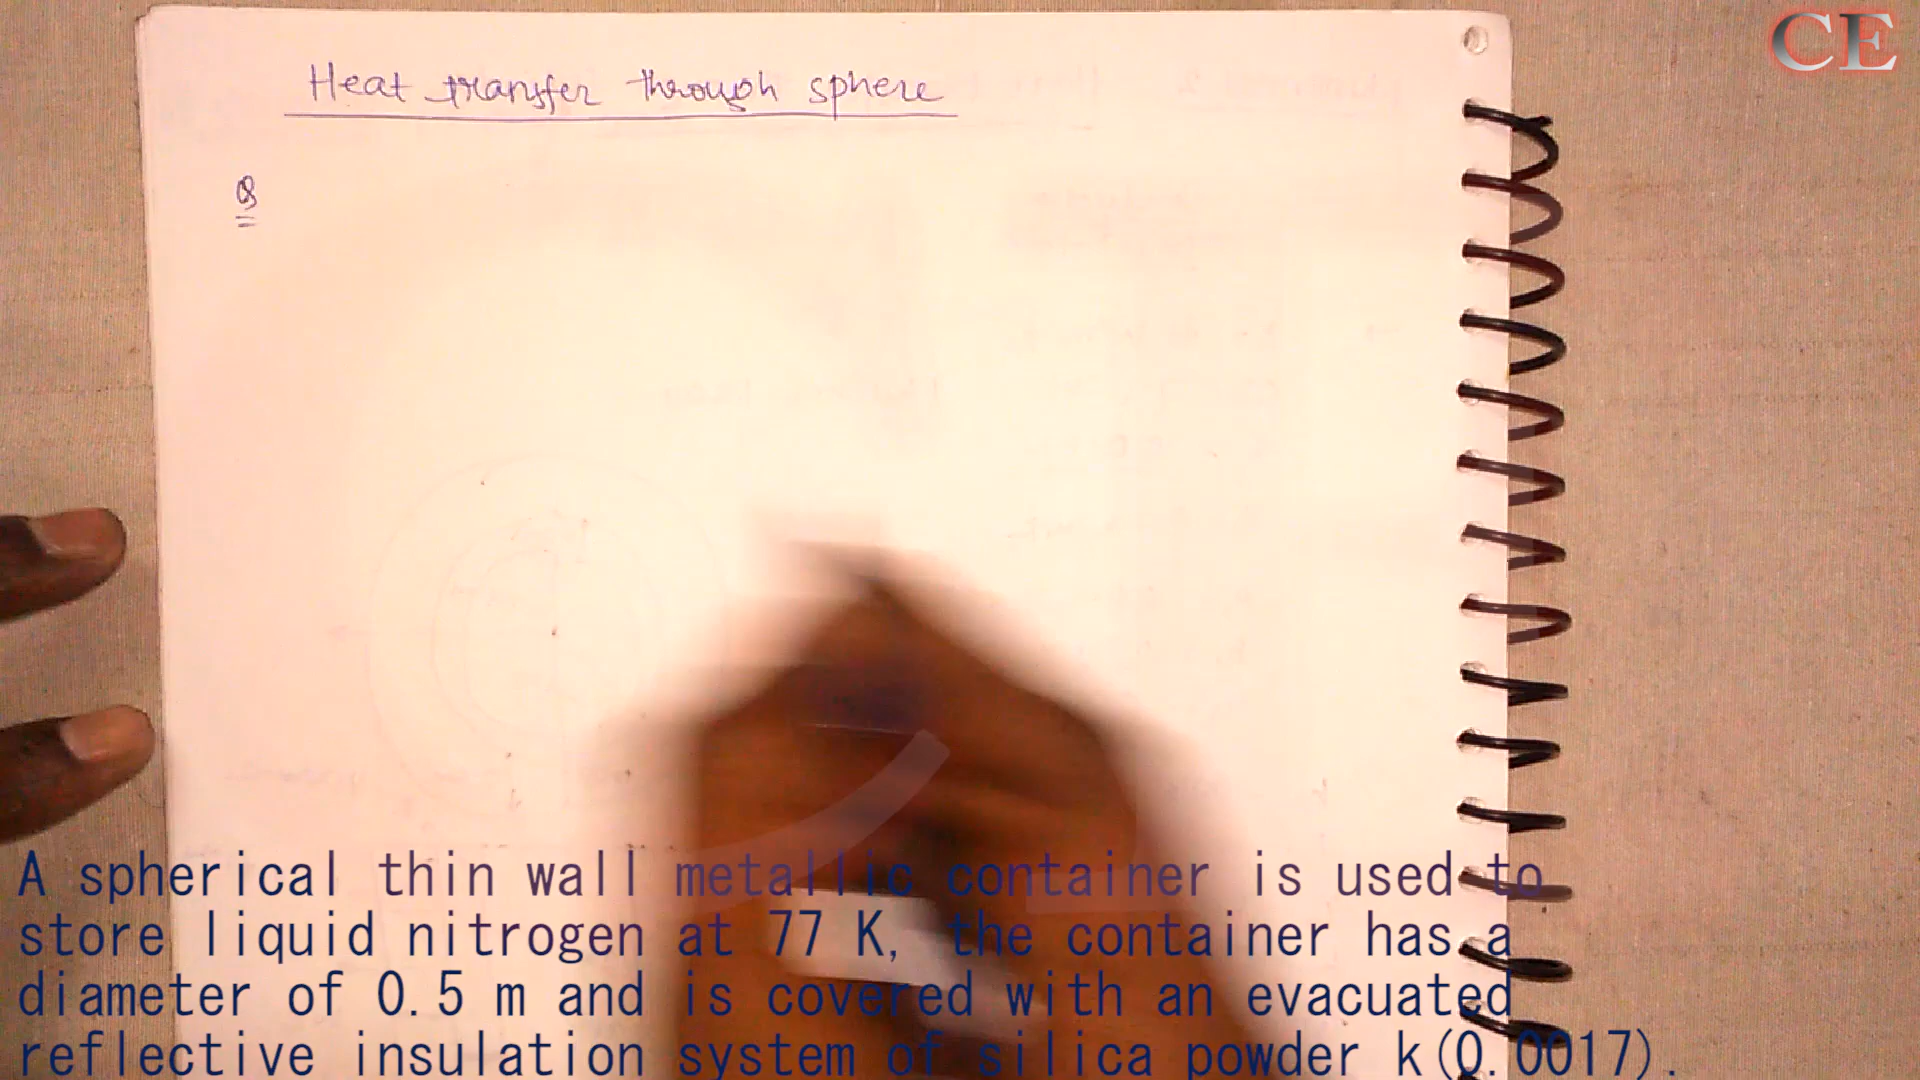 CE
Heat transfer through sphere
Q
A spherical thin wall metallic container is used to
store liquid nitrogen at 77 K, the container has a
diameter of 0.5 m and is covered with an evacuated
reflective insulation system of silica powder k(0.0017).